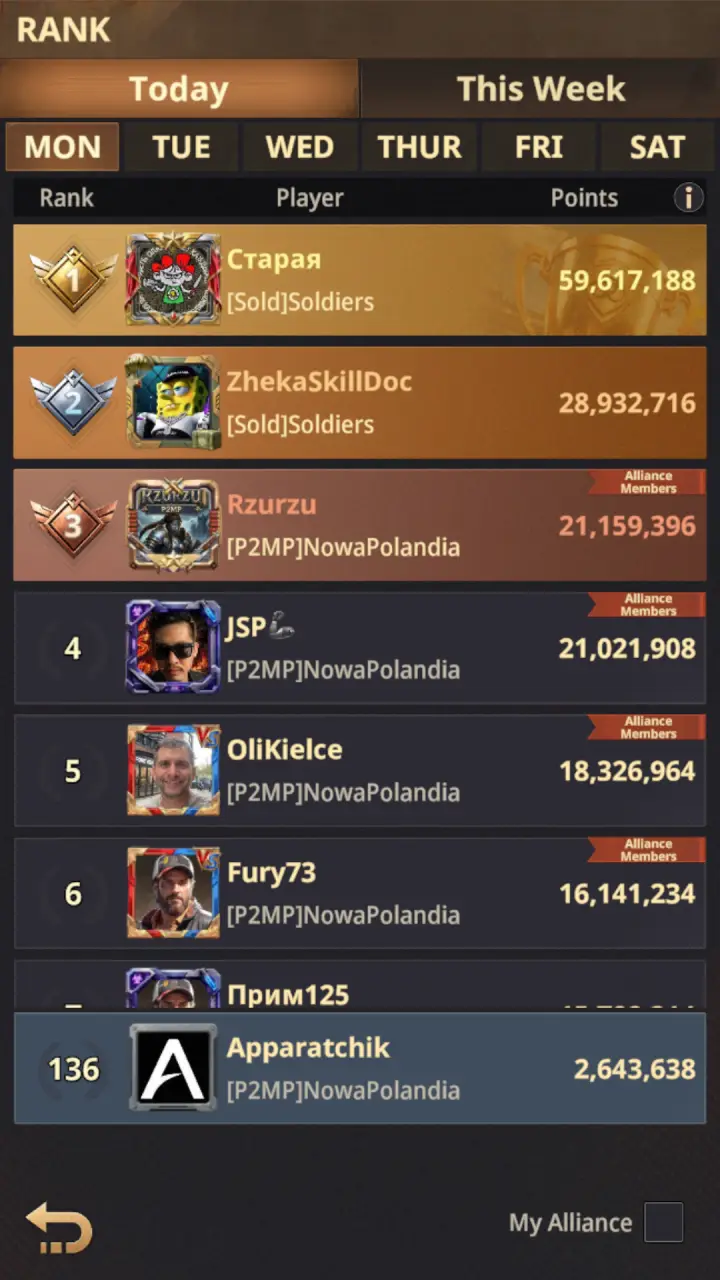 RANK
Today This Week
MON TUE WED THUR FRI SAT
Rank Player Points i
1 Старая 59,617,188
[Sold]Soldiers
2 ZhekaSkillDoc 28,932,716
[Sold]Soldiers
Alliance Members
RZURZU
P2MP
3 Rzurzu 21,159,396
[P2MP]NowaPolandia
Alliance Members
4 JSP💪 21,021,908
[P2MP]NowaPolandia
Alliance Members
5 OliKielce 18,326,964
[P2MP]NowaPolandia
Alliance Members
6 Fury73 16,141,234
[P2MP]NowaPolandia
Прим125
136 Apparatchik 2,643,638
[P2MP]NowaPolandia
My Alliance